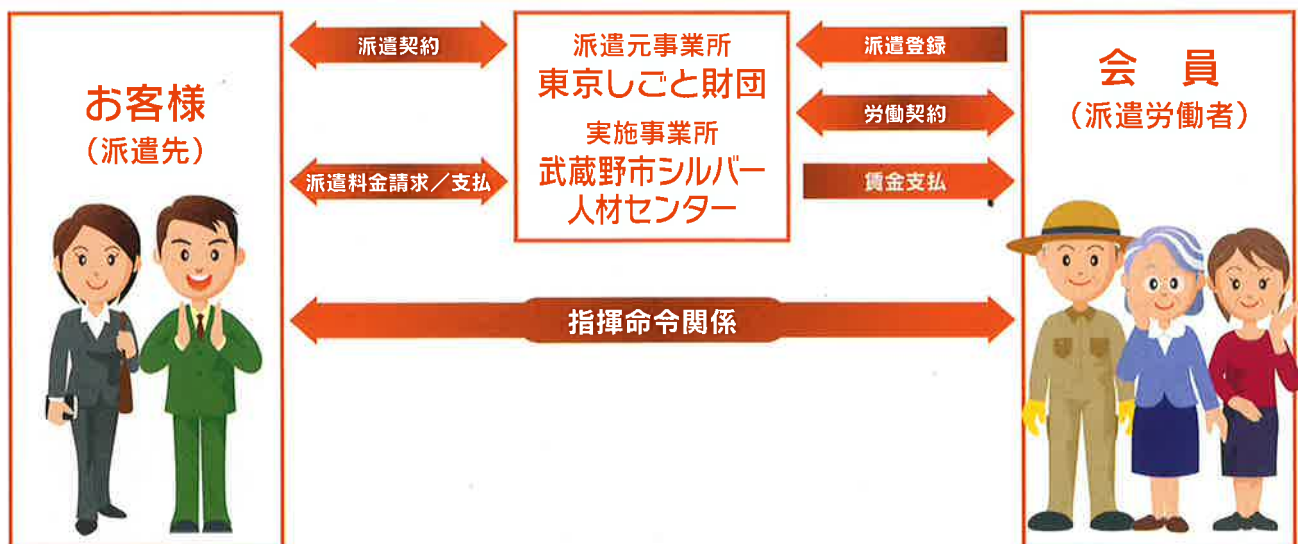 お客様
（派遣先）
派遣契約
派遣料金請求／支払
派遣元事業所
東京しごと財団
実施事業所
武蔵野市シルバー
人材センター
派遣登録
労働契約
賃金支払
会　員
（派遣労働者）
指揮命令関係